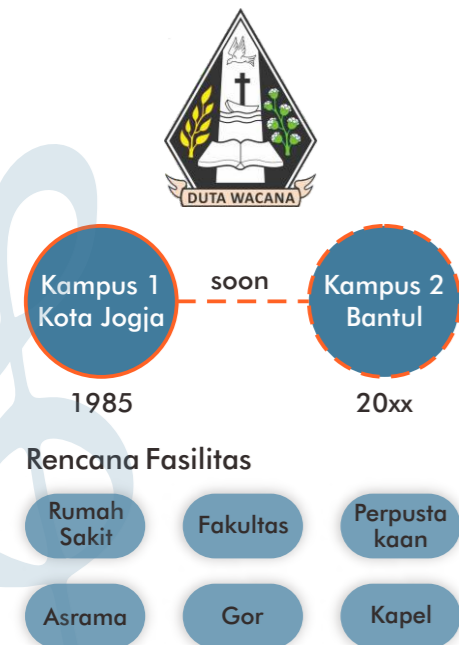 DUTA WACANA
Kampus 1
Kota Jogja
soon
Kampus 2
Bantul
1985
20xx
Rencana Fasilitas
Rumah
Sakit
Fakultas
Perpusta
kaan
Asrama
Gor
Kapel